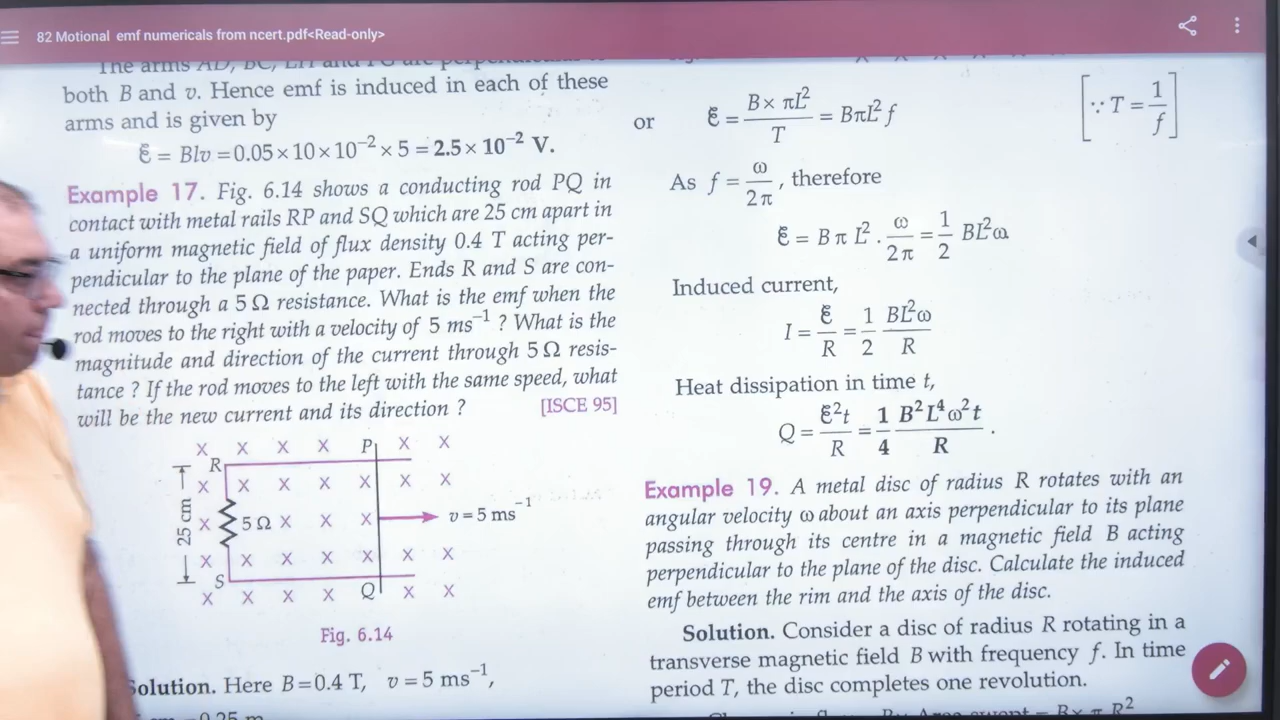 82 Motional emf numericals from ncert.pdf<Read-only>
both B and v. Hence emf is induced in each of these
arms and is given by
ℰ = Blv = 0.05 × 10 × 10⁻² × 5 = 2.5 × 10⁻² V.
Example 17. Fig. 6.14 shows a conducting rod PQ in
contact with metal rails RP and SQ which are 25 cm apart in
a uniform magnetic field of flux density 0.4 T acting per-
pendicular to the plane of the paper. Ends R and S are con-
nected through a 5 Ω resistance. What is the emf when the
rod moves to the right with a velocity of 5 ms⁻¹ ? What is the
magnitude and direction of the current through 5 Ω resis-
tance ? If the rod moves to the left with the same speed, what
will be the new current and its direction ? [ISCE 95]
x x x x P x x
R
x x x x x x x
25 cm
x 5 Ω x x x x v = 5 ms⁻¹
x x x x x x x
S
x x x x Q x x
Fig. 6.14
Solution. Here B = 0.4 T, v = 5 ms⁻¹,
or ℰ = B × πL² / T = BπL² f [∵ T = 1/f]
As f = ω / 2π , therefore
ℰ = B π L² . ω / 2π = 1/2 BL²ω
Induced current,
I = ℰ / R = 1/2 BL²ω / R
Heat dissipation in time t,
Q = ℰ²t / R = 1/4 B²L⁴ω²t / R .
Example 19. A metal disc of radius R rotates with an
angular velocity ω about an axis perpendicular to its plane
passing through its centre in a magnetic field B acting
perpendicular to the plane of the disc. Calculate the induced
emf between the rim and the axis of the disc.
Solution. Consider a disc of radius R rotating in a
transverse magnetic field B with frequency f. In time
period T, the disc completes one revolution.